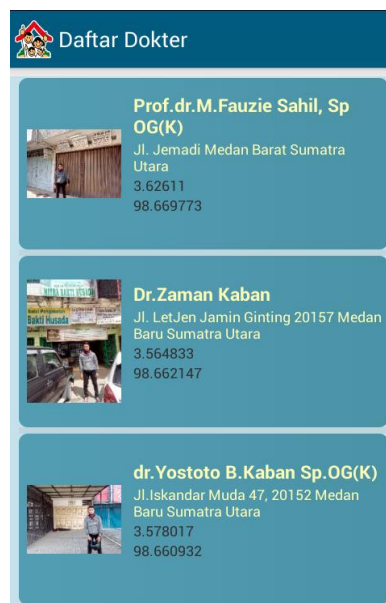 Daftar Dokter
Prof.dr.M.Fauzie Sahil, Sp
OG(K)
Jl. Jemadi Medan Barat Sumatra
Utara
3.62611
98.669773
Bakti Husada
Dr.Zaman Kaban
Jl. LetJen Jamin Ginting 20157 Medan
Baru Sumatra Utara
3.564833
98.662147
dr.Yostoto B.Kaban Sp.OG(K)
Jl.Iskandar Muda 47, 20152 Medan
Baru Sumatra Utara
3.578017
98.660932